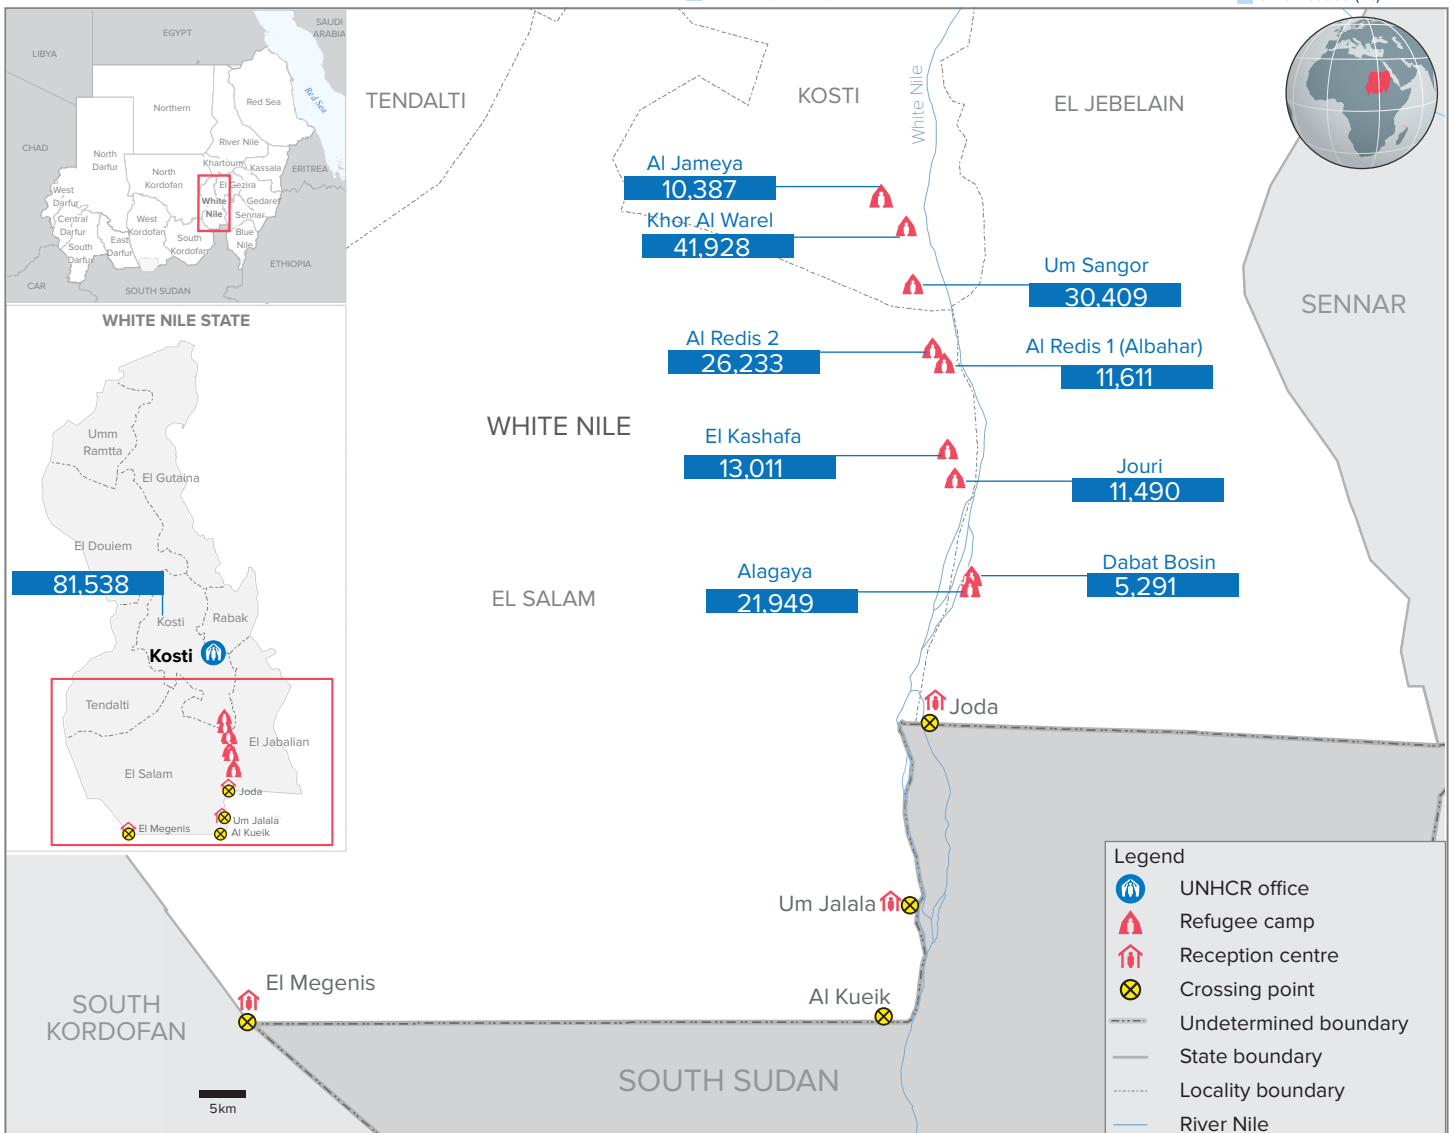 EGYPT
SAUDI
ARABIA
LIBYA
Red Sea
Northern
Red Sea
CHAD
River Nile
North
Darfur
Khartoum
Kassala
ERITREA
North
Kordofan
El Gezira
West
Darfur
White
Nile
Gedaref
Central
Darfur
West
Kordofan
Sennar
South
Darfur
East
Darfur
South
Kordofan
Blue
Nile
ETHIOPIA
CAR
SOUTH SUDAN
WHITE NILE STATE
Umm
Ramtta
El Gutaina
El Douiem
81,538
Kosti
Rabak
Kosti
Tendalti
El Jabalian
El Salam
Joda
Um Jalala
El Megenis
Al Kueik
TENDALTI
KOSTI
White Nile
EL JEBELAIN
Al Jameya
10,387
Khor Al Warel
41,928
Um Sangor
30,409
SENNAR
Al Redis 2
26,233
Al Redis 1 (Albahar)
11,611
WHITE NILE
El Kashafa
13,011
Jouri
11,490
EL SALAM
Alagaya
21,949
Dabat Bosin
5,291
Joda
Um Jalala
El Megenis
Al Kueik
SOUTH
KORDOFAN
SOUTH SUDAN
5km
Legend
UNHCR office
Refugee camp
Reception centre
Crossing point
Undetermined boundary
State boundary
Locality boundary
River Nile